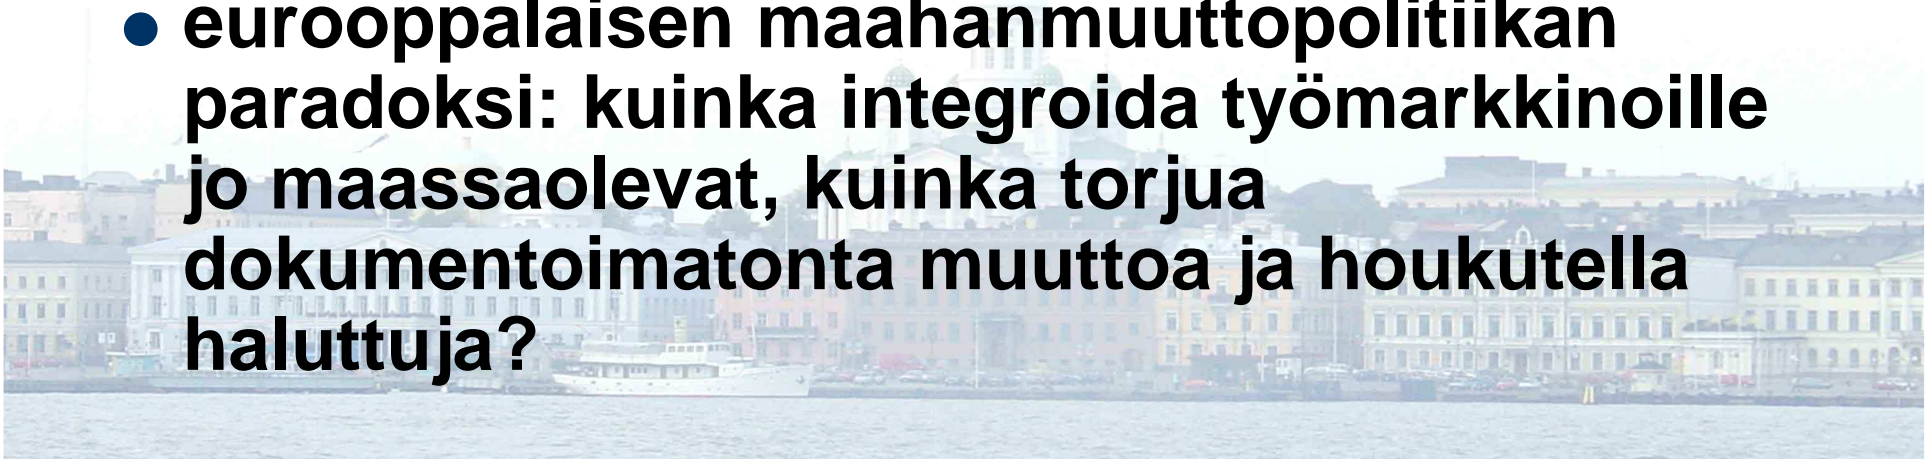 ● eurooppalaisen maahanmuuttopolitiikan
paradoksi: kuinka integroida työmarkkinoille
jo maassaolevat, kuinka torjua
dokumentoimatonta muuttoa ja houkutella
haluttuja?